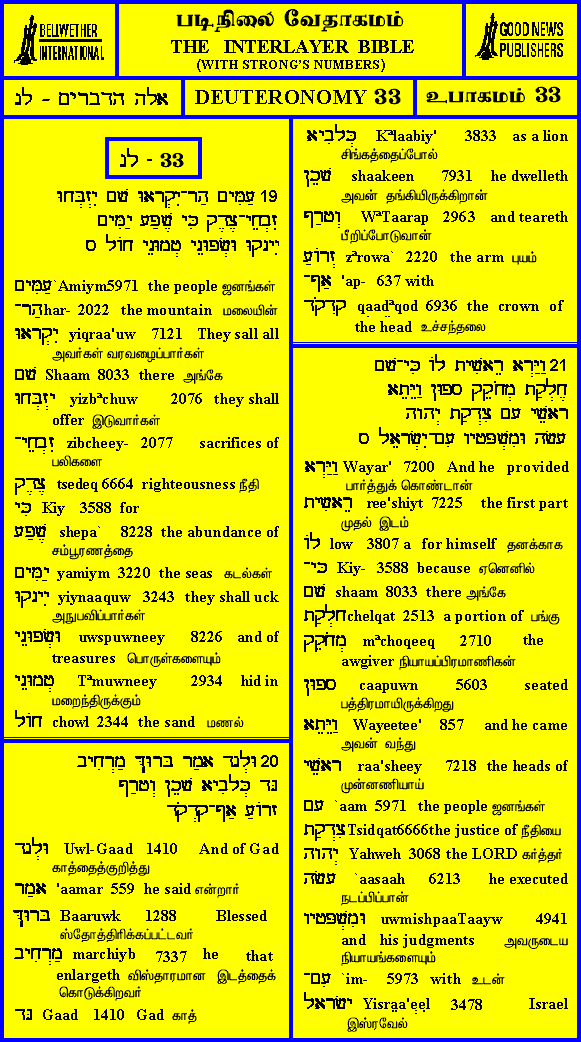 BELLWETHER
INTERNATIONAL
படிநிலை வேதாகமம்
THE INTERLAYER BIBLE
(WITH STRONG'S NUMBERS)
GOOD NEWS
PUBLISHERS
אלה הדברים - לג
DEUTERONOMY 33
உபாகமம் 33
לג - 33
19 עַמִּים הַר־יִקְרָאוּ שָׁם יִזְבְּחוּ
זִבְחֵי־צֶדֶק כִּי שֶׁפַע יַמִּים
יִינָקוּ וּשְׂפוּנֵי טְמוּנֵי חוֹל ס
עַמִּים `Amiym5971 the people ஜனங்கள்
הַר־ har- 2022 the mountain மலையின்
יִקְרָאוּ yiqraa'uw 7121 They sall all
அவர்கள் வரவழைப்பார்கள்
שָׁם Shaam 8033 there அங்கே
יִזְבְּחוּ yizbªchuw 2076 they shall
offer இடுவார்கள்
זִבְחֵי־ zibcheey- 2077 sacrifices of
பலிகளை
צֶדֶק tsedeq 6664 righteousness நீதி
כִּי Kiy 3588 for
שֶׁפַע shepa` 8228 the abundance of
சம்பூரணத்தை
יַמִּים yamiym 3220 the seas கடல்கள்
יִינָקוּ yiynaaquw 3243 they shall uck
அநுபவிப்பார்கள்
וּשְׂפוּנֵי uwspuwneey 8226 and of
treasures பொருள்களையும்
טְמוּנֵי Tªmuwneey 2934 hid in
மறைந்திருக்கும்
חוֹל chowl 2344 the sand மணல்
20 וּלְגָד אָמַר בָּרוּךְ מַרְחִיב
גָּד כְּלָבִיא שָׁכֵן וְטָרַף
זְרוֹעַ אַף־קָדְקֹד
וּלְגָד Uwl-Gaad 1410 And of Gad
காத்தைத்குறித்து
אָמַר 'aamar 559 he said என்றார்
בָּרוּךְ Baaruwk 1288 Blessed
ஸ்தோத்திரிக்கப்பட்டவர்
מַרְחִיב marchiyb 7337 he that
enlargeth விஸ்தாரமான இடத்தைக்
கொடுக்கிறவர்
גָּד Gaad 1410 Gad காத்
כְּלָבִיא Kªlaabiy' 3833 as a lion
சிங்கத்தைப்போல்
שָׁכֵן shaakeen 7931 he dwelleth
அவன் தங்கியிருக்கிறான்
וְטָרַף WªTaarap 2963 and teareth
பீறிப்போடுவான்
זְרוֹעַ zªrowa` 2220 the arm புயம்
אַף־ 'ap- 637 with
קָדְקֹד qaadªqod 6936 the crown of
the head உச்சந்தலை
21 וַיַּרְא רֵאשִׁית לוֹ כִּי־שָׁם
חֶלְקַת מְחֹקֵק סָפוּן וַיֵּתֵא
רָאשֵׁי עָם צִדְקַת יְהוָה
עָשָׂה וּמִשְׁפָּטָיו עִם־יִשְׂרָאֵל ס
וַיַּרְא Wayar' 7200 And he provided
பார்த்துக் கொண்டான்
רֵאשִׁית ree'shiyt 7225 the first part
முதல் இடம்
לוֹ low 3807 a for himself தனக்காக
כִּי־ Kiy- 3588 because ஏனெனில்
שָׁם shaam 8033 there அங்கே
חֶלְקַת chelqat 2513 a portion of பங்கு
מְחֹקֵק mªchoqeeq 2710 the
awgiver நியாயப்பிரமாணிகன்
סָפוּן caapuwn 5603 seated
பத்திரமாயிருக்கிறது
וַיֵּתֵא Wayeetee' 857 and he came
அவன் வந்து
רָאשֵׁי raa'sheey 7218 the heads of
முன்னணியாய்
עָם `aam 5971 the people ஜனங்கள்
צִדְקַת Tsidqat6666the justice of நீதியை
יְהוָה Yahweh 3068 the LORD கர்த்தர்
עָשָׂה `aasaah 6213 he executed
நடப்பிப்பான்
וּמִשְׁפָּטָיו uwmishpaaTaayw 4941
and his judgments அவருடைய
நியாயங்களையும்
עִם־ `im- 5973 with உடன்
יִשְׂרָאֵל Yisraa'eel 3478 Israel
இஸ்ரவேல்